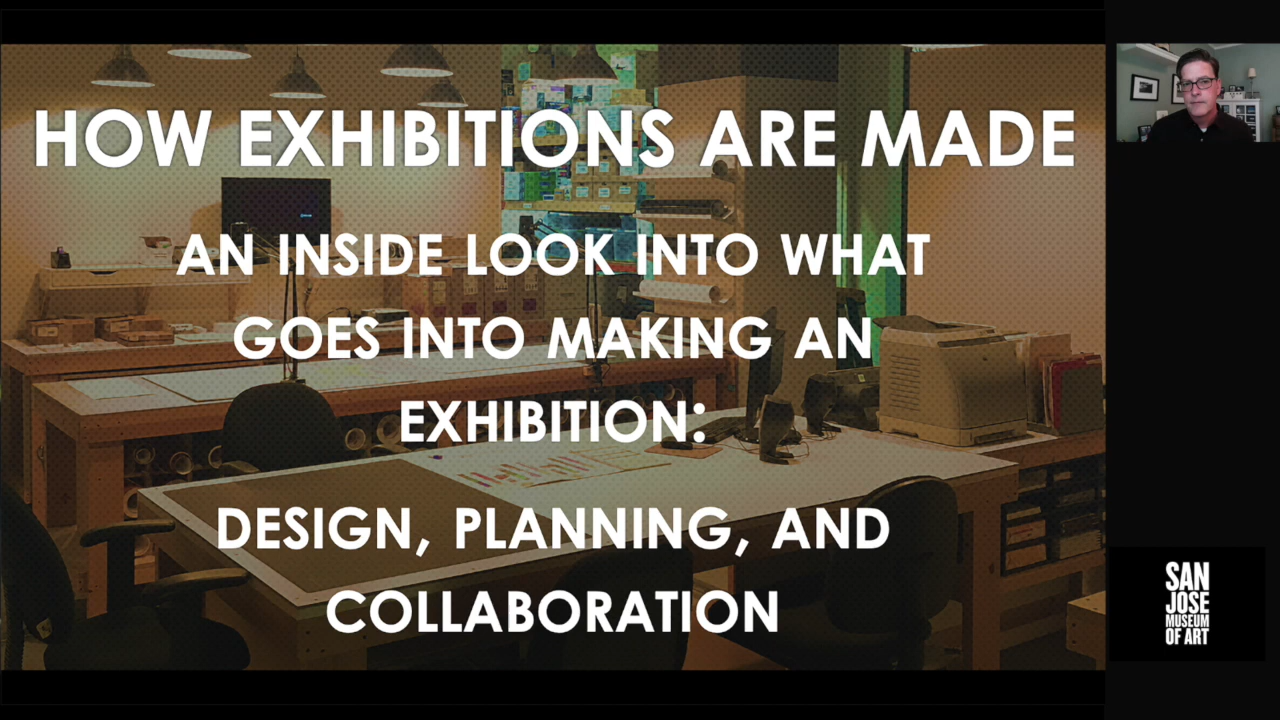 HOW EXHIBITIONS ARE MADE
AN INSIDE LOOK INTO WHAT
GOES INTO MAKING AN
EXHIBITION:
DESIGN, PLANNING, AND
COLLABORATION
SAN
JOSE
MUSEUM
OF ART